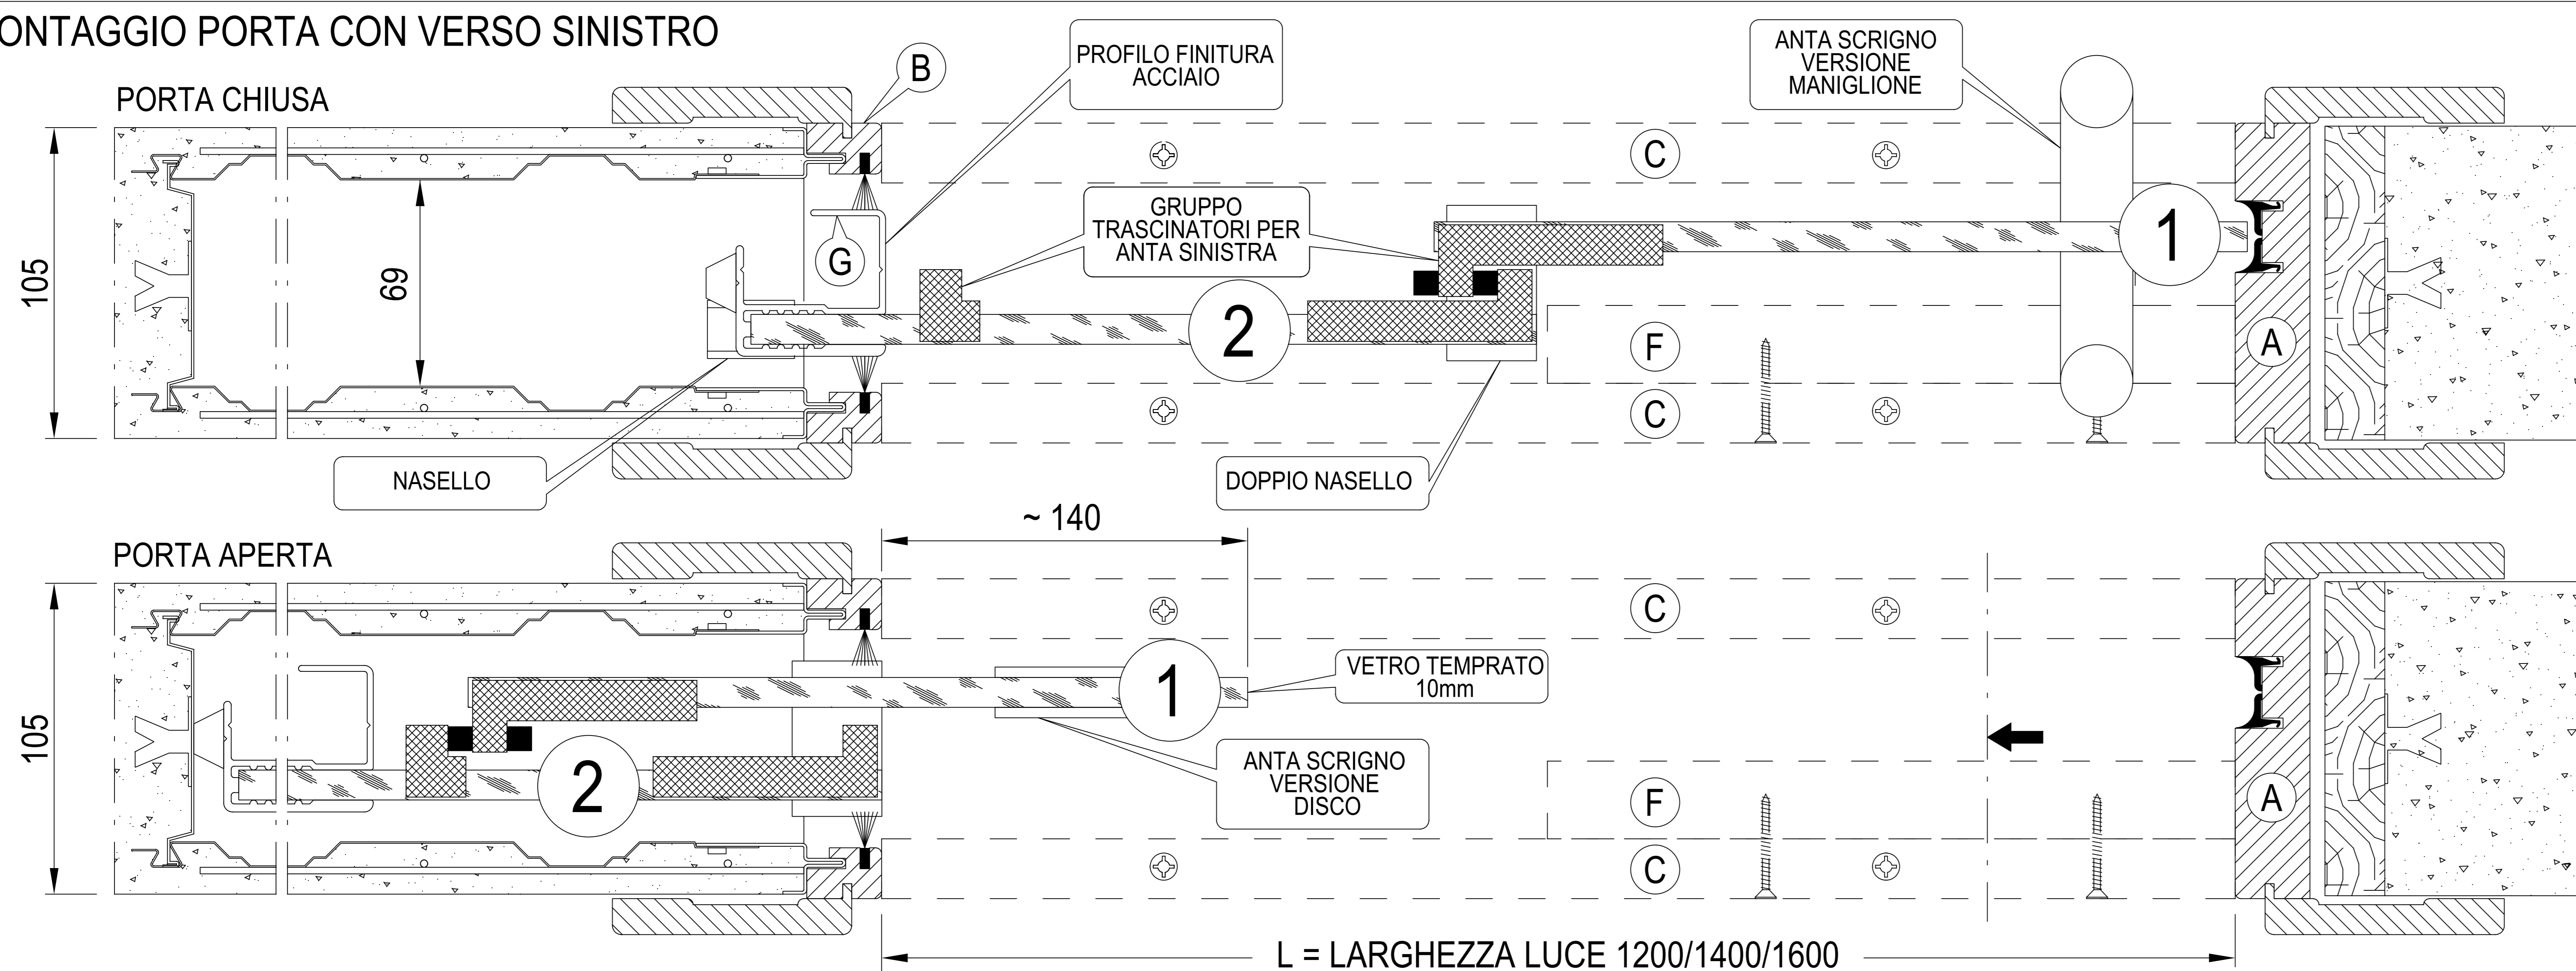 ONTAGGIO PORTA CON VERSO SINISTRO
PORTA CHIUSA
B
PROFILO FINITURA
ACCIAIO
ANTA SCRIGNO
VERSIONE
MANIGLIONE
C
GRUPPO
TRASCINATORI PER
ANTA SINISTRA
1
G
105
69
2
F
A
C
NASELLO
DOPPIO NASELLO
~ 140
PORTA APERTA
C
1
VETRO TEMPRATO
10mm
105
2
ANTA SCRIGNO
VERSIONE
DISCO
F
A
C
L = LARGHEZZA LUCE 1200/1400/1600